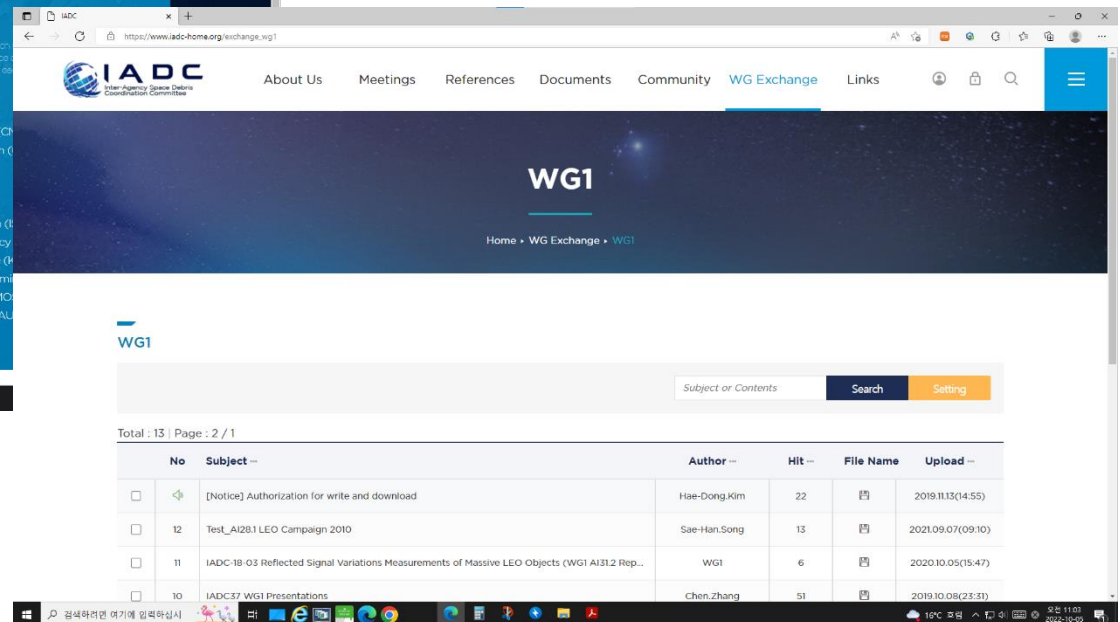 IADC
https://www.iadc-home.org/exchange_wg1
IADC
Inter-Agency Space Debris
Coordination Committee
About Us Meetings References Documents Community WG Exchange Links
WG1
Home WG Exchange WG1
WG1
Subject or Contents Search Setting
Total : 13 | Page : 2 / 1
No Subject Author Hit File Name Upload
[Notice] Authorization for write and download Hae-Dong.Kim 22 2019.11.13(14:55)
12 Test_AI28.1 LEO Campaign 2010 Sae-Han.Song 13 2021.09.07(09:10)
11 IADC-18-03 Reflected Signal Variations Measurements of Massive LEO Objects (WG1 AI31.2 Rep... WG1 6 2020.10.05(15:47)
10 IADC37 WG1 Presentations Chen.Zhang 51 2019.10.08(23:31)
검색하려면 여기에 입력하십시 16°C 흐림 오전 11:03
2022-10-05